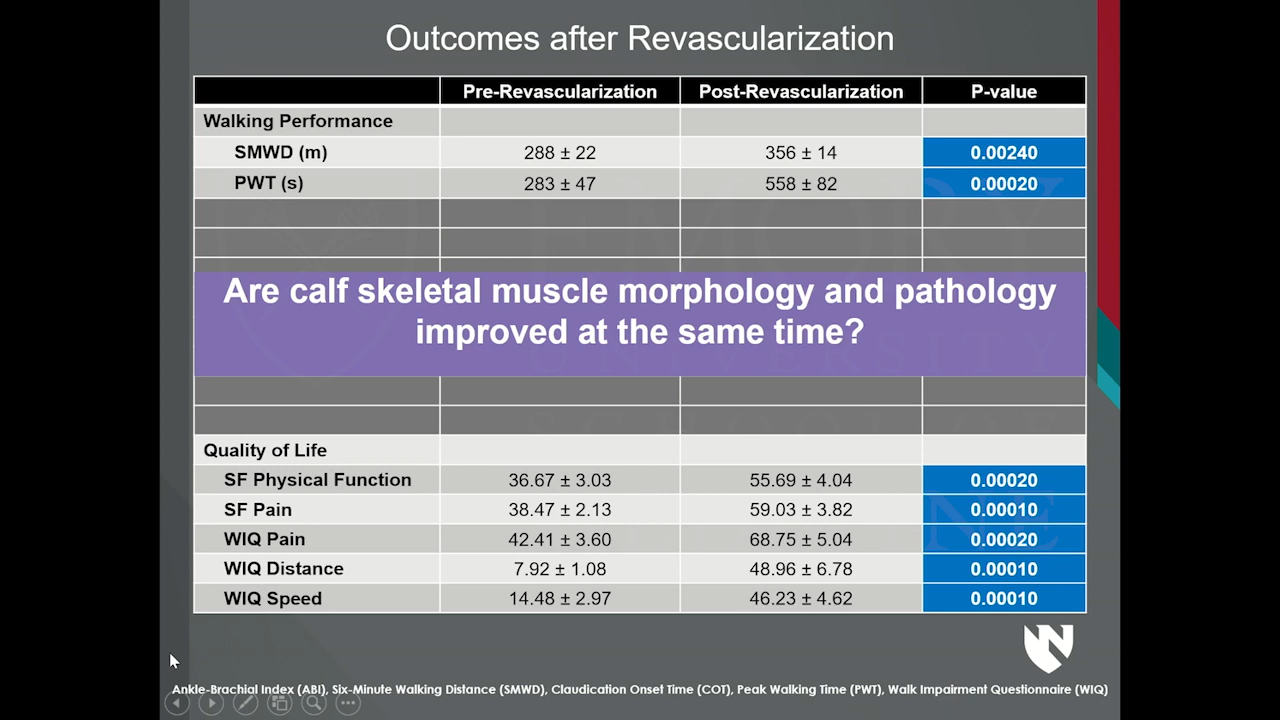 Outcomes after Revascularization
Pre-Revascularization Post-Revascularization P-value
Walking Performance
SMWD (m) 288 ± 22 356 ± 14 0.00240
PWT (s) 283 ± 47 558 ± 82 0.00020
EMORY
Are calf skeletal muscle morphology and pathology
improved at the same time?
UNIVERSITY
Quality of Life
SF Physical Function 36.67 ± 3.03 55.69 ± 4.04 0.00020
SF Pain 38.47 ± 2.13 59.03 ± 3.82 0.00010
WIQ Pain 42.41 ± 3.60 68.75 ± 5.04 0.00020
WIQ Distance 7.92 ± 1.08 48.96 ± 6.78 0.00010
WIQ Speed 14.48 ± 2.97 46.23 ± 4.62 0.00010
N
Ankle-Brachial Index (ABI), Six-Minute Walking Distance (SMWD), Claudication Onset Time (COT), Peak Walking Time (PWT), Walk Impairment Questionnaire (WIQ)